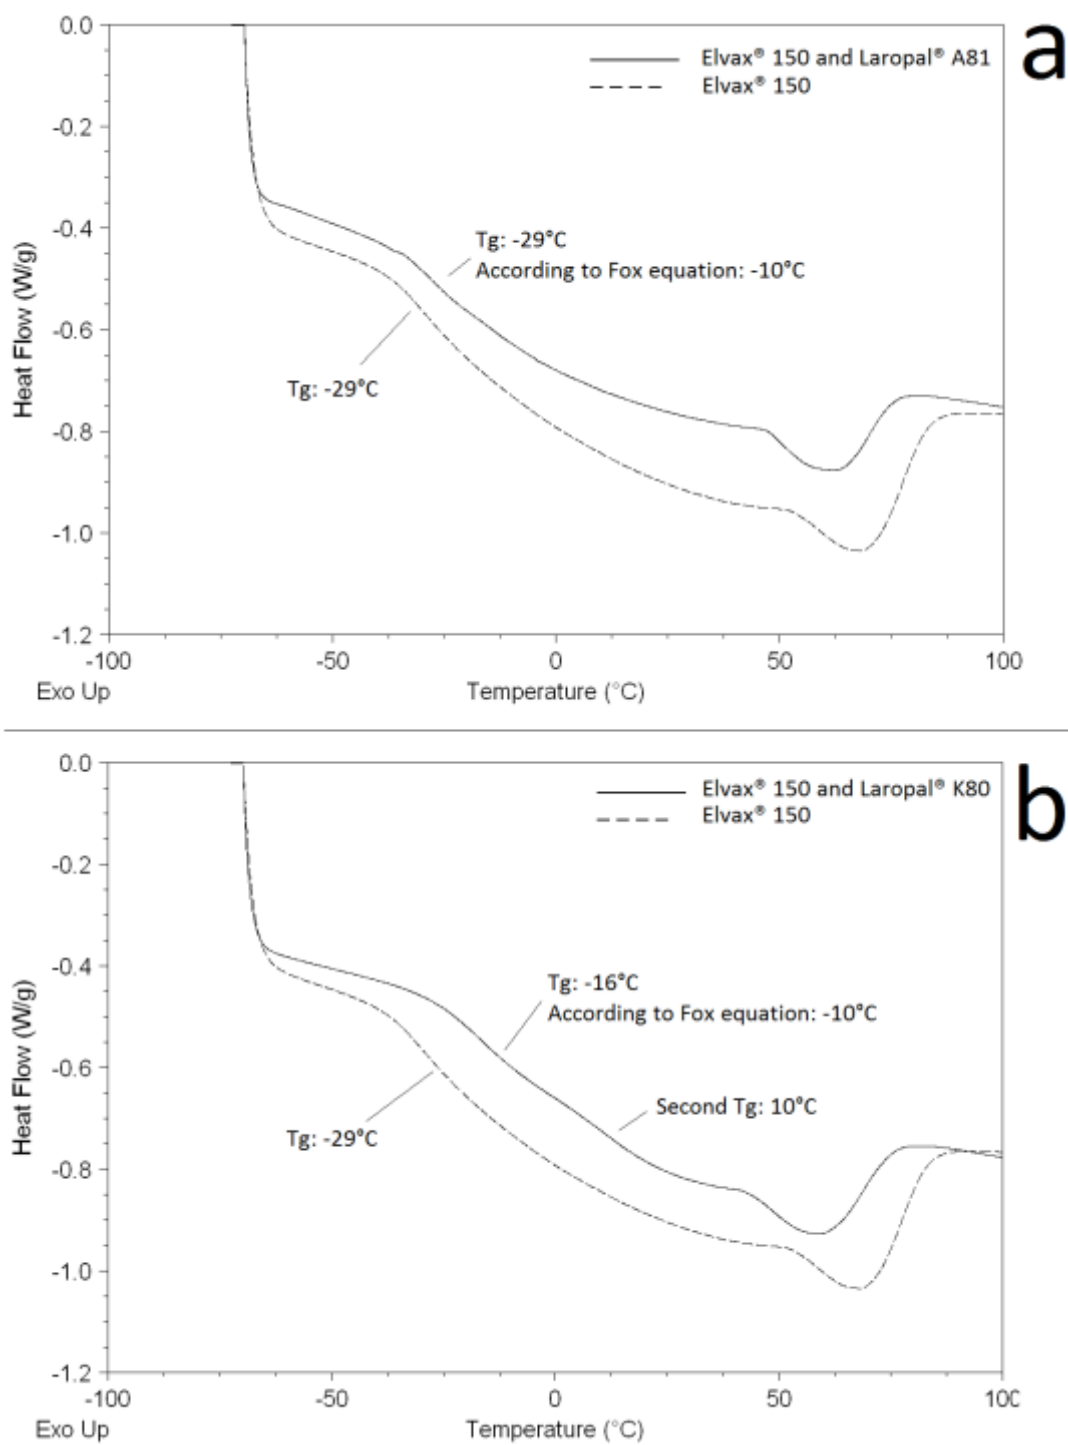 a
0.0
Elvax® 150 and Laropal® A81
Elvax® 150
-0.2
-0.4
Tg: -29°C
According to Fox equation: -10°C
-0.6
Tg: -29°C
-0.8
-1.0
-1.2
Heat Flow (W/g)
-100
-50
0
50
100
Exo Up
Temperature (°C)
b
0.0
Elvax® 150 and Laropal® K80
Elvax® 150
-0.2
-0.4
Tg: -16°C
According to Fox equation: -10°C
-0.6
Second Tg: 10°C
Tg: -29°C
-0.8
-1.0
-1.2
Heat Flow (W/g)
-100
-50
0
50
100
Exo Up
Temperature (°C)